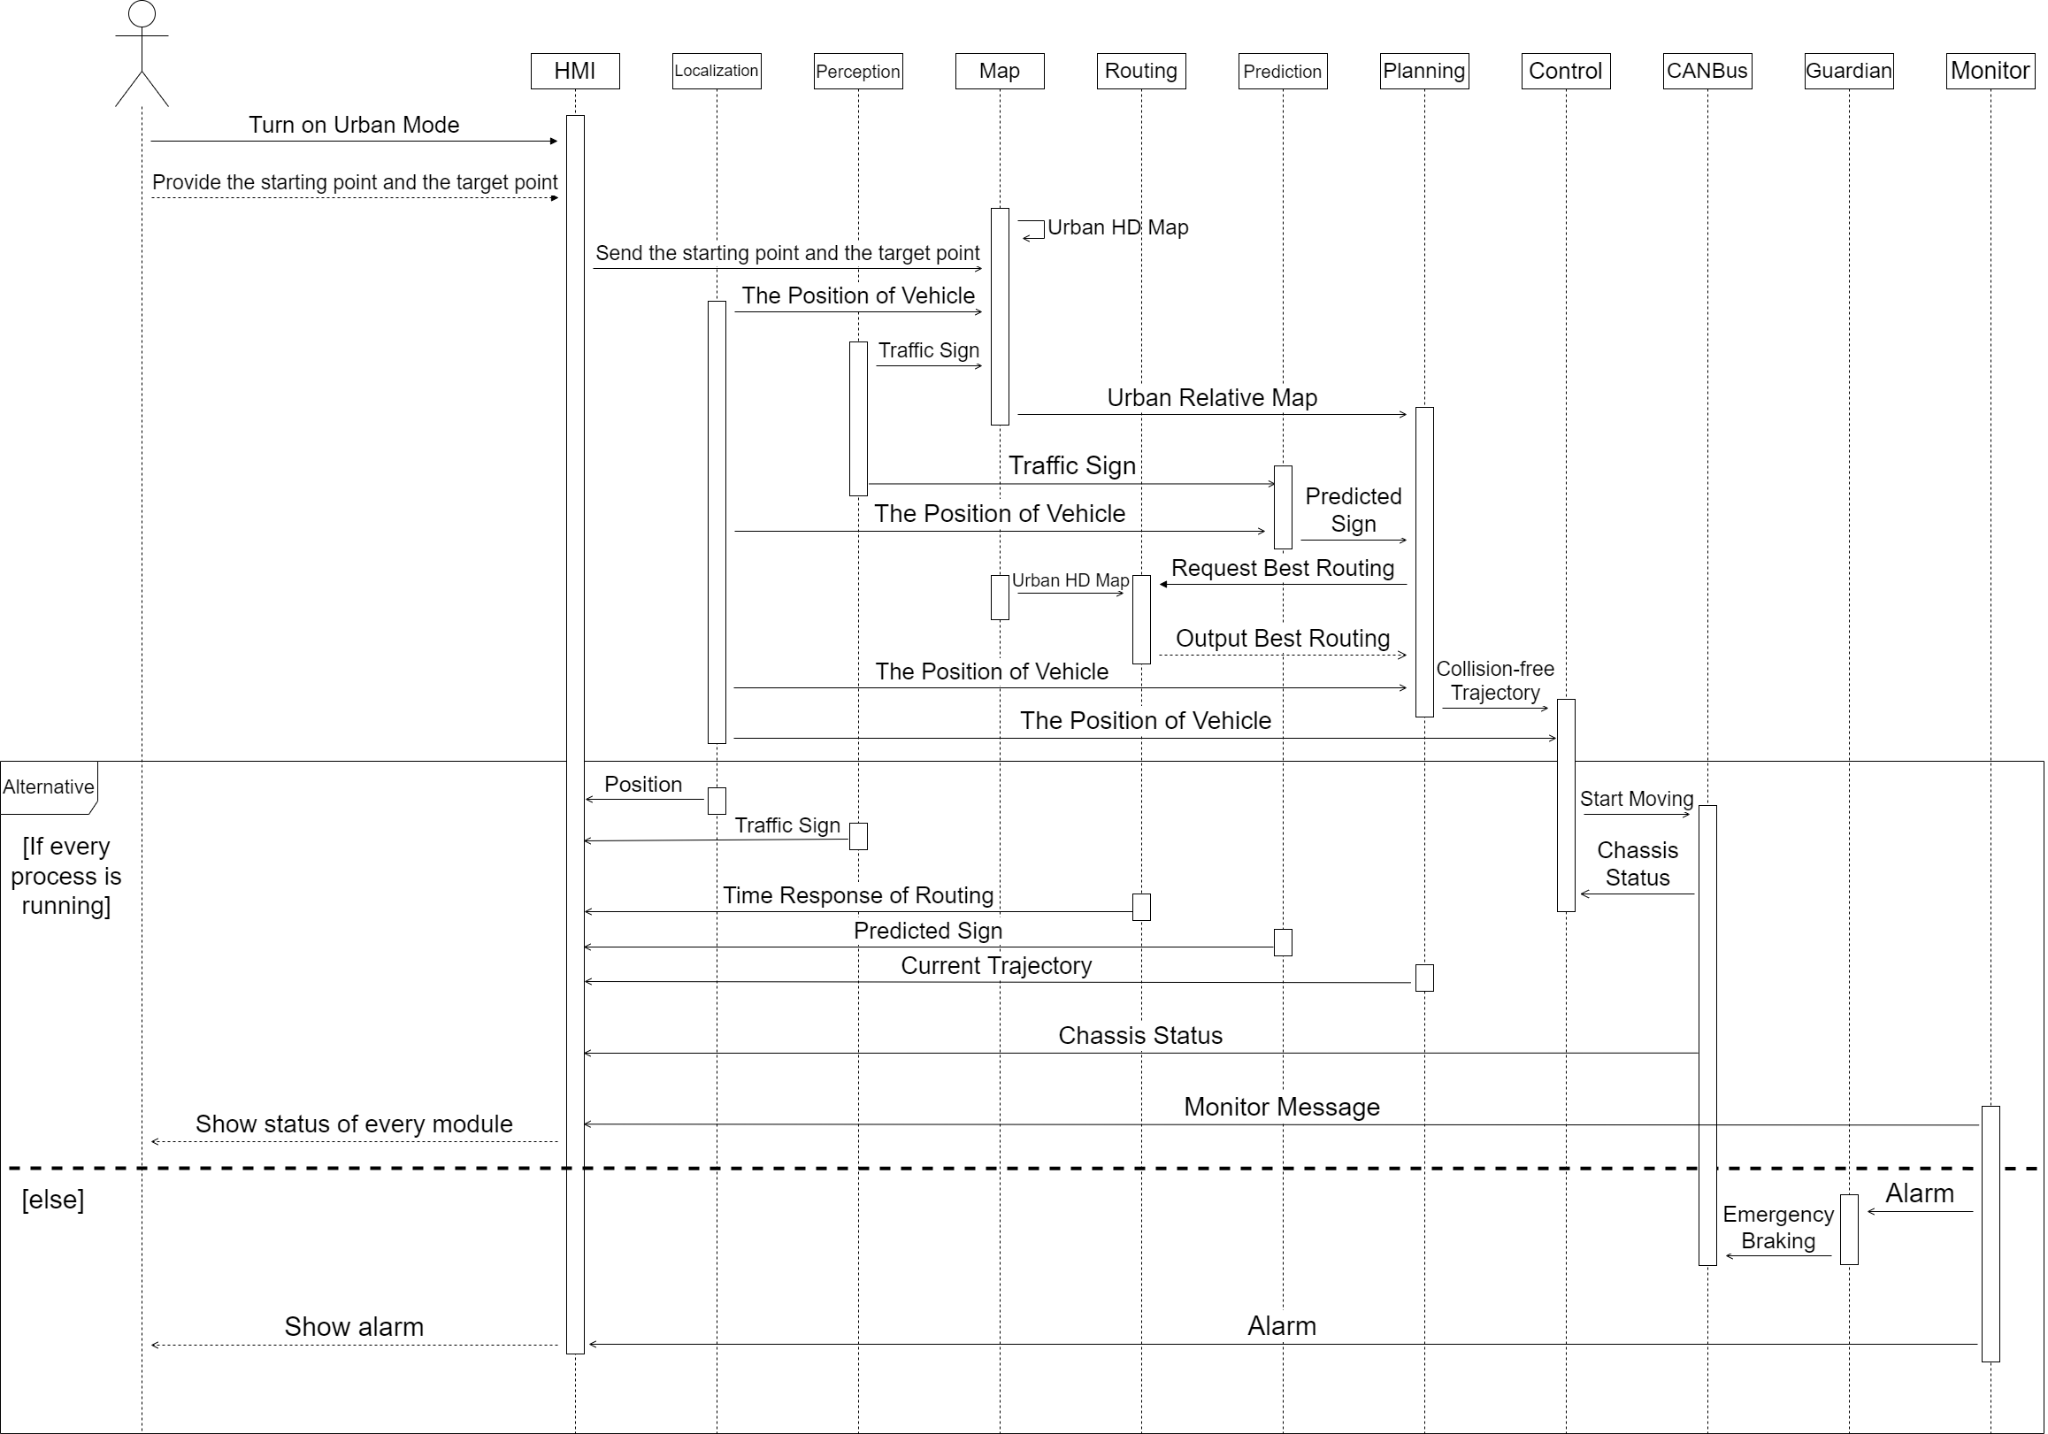 HMI
Localization
Perception
Map
Routing
Prediction
Planning
Control
CANBus
Guardian
Monitor
Turn on Urban Mode
Provide the starting point and the target point
Urban HD Map
Send the starting point and the target point
The Position of Vehicle
Traffic Sign
Urban Relative Map
Traffic Sign
Predicted
Sign
The Position of Vehicle
Request Best Routing
Urban HD Map
Output Best Routing
The Position of Vehicle
Collision-free
Trajectory
The Position of Vehicle
Alternative
Position
Start Moving
Traffic Sign
[If every
process is
running]
Chassis
Status
Time Response of Routing
Predicted Sign
Current Trajectory
Chassis Status
Monitor Message
Show status of every module
[else]
Alarm
Emergency
Braking
Show alarm
Alarm